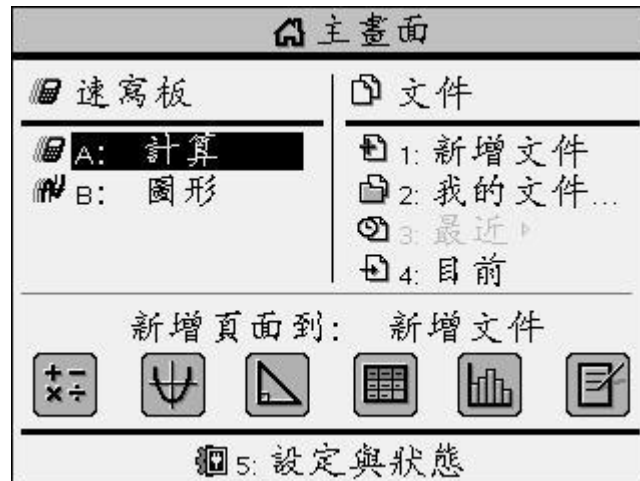 主畫面
速寫板
A: 計算
B: 圖形
文件
1: 新增文件
2: 我的文件...
3: 最近
4: 目前
新增頁面到: 新增文件
5: 設定與狀態